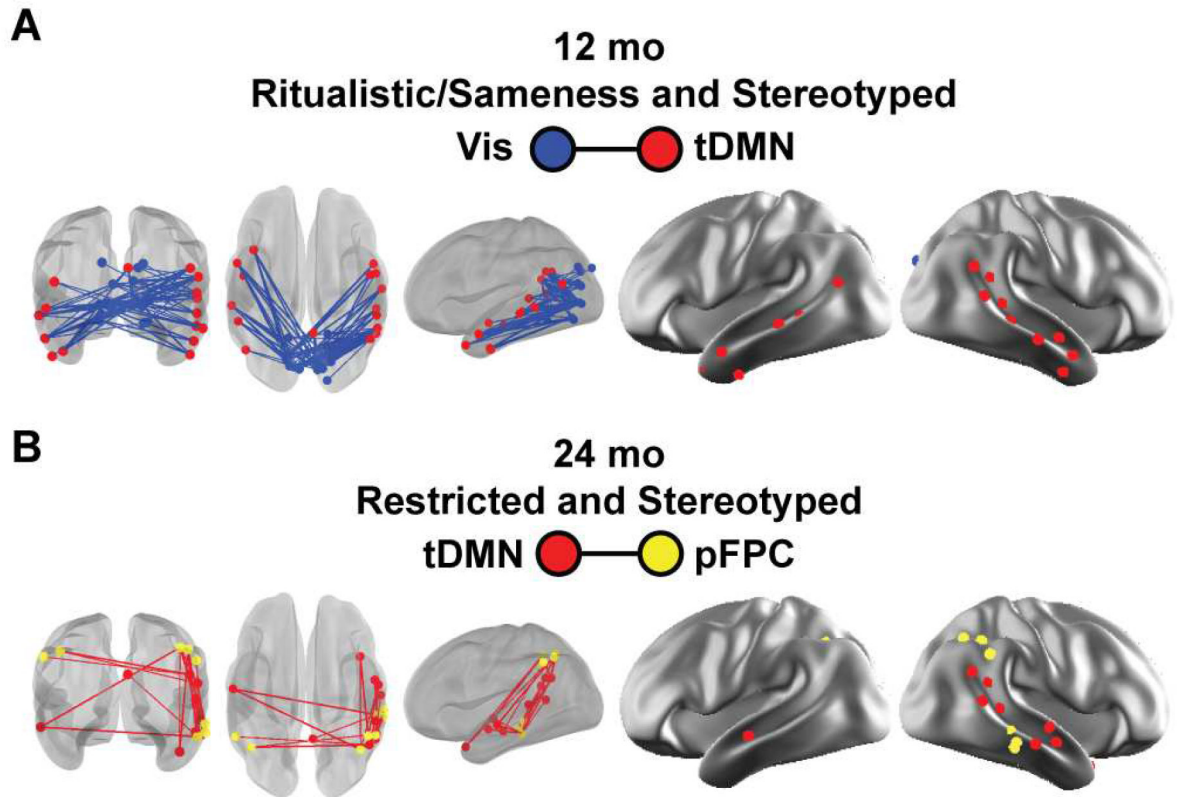 A
12 mo
Ritualistic/Sameness and Stereotyped
Vis tDMN
B
24 mo
Restricted and Stereotyped
tDMN pFPC